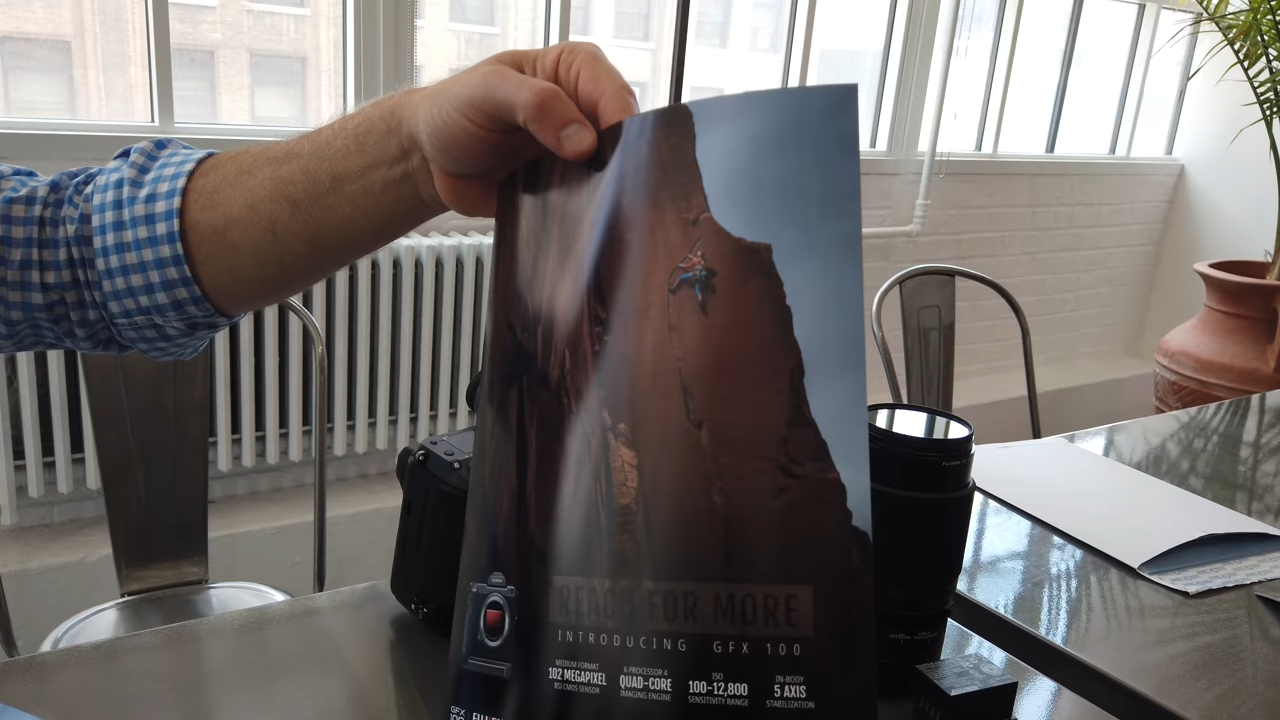 REACH FOR MORE
INTRODUCING GFX 100
MEDIUM FORMAT
102 MEGAPIXEL
BSI CMOS SENSOR
X-PROCESSOR 4
QUAD-CORE
IMAGING ENGINE
ISO
100-12,800
SENSITIVITY RANGE
IN-BODY
5 AXIS
STABILIZATION
GFX